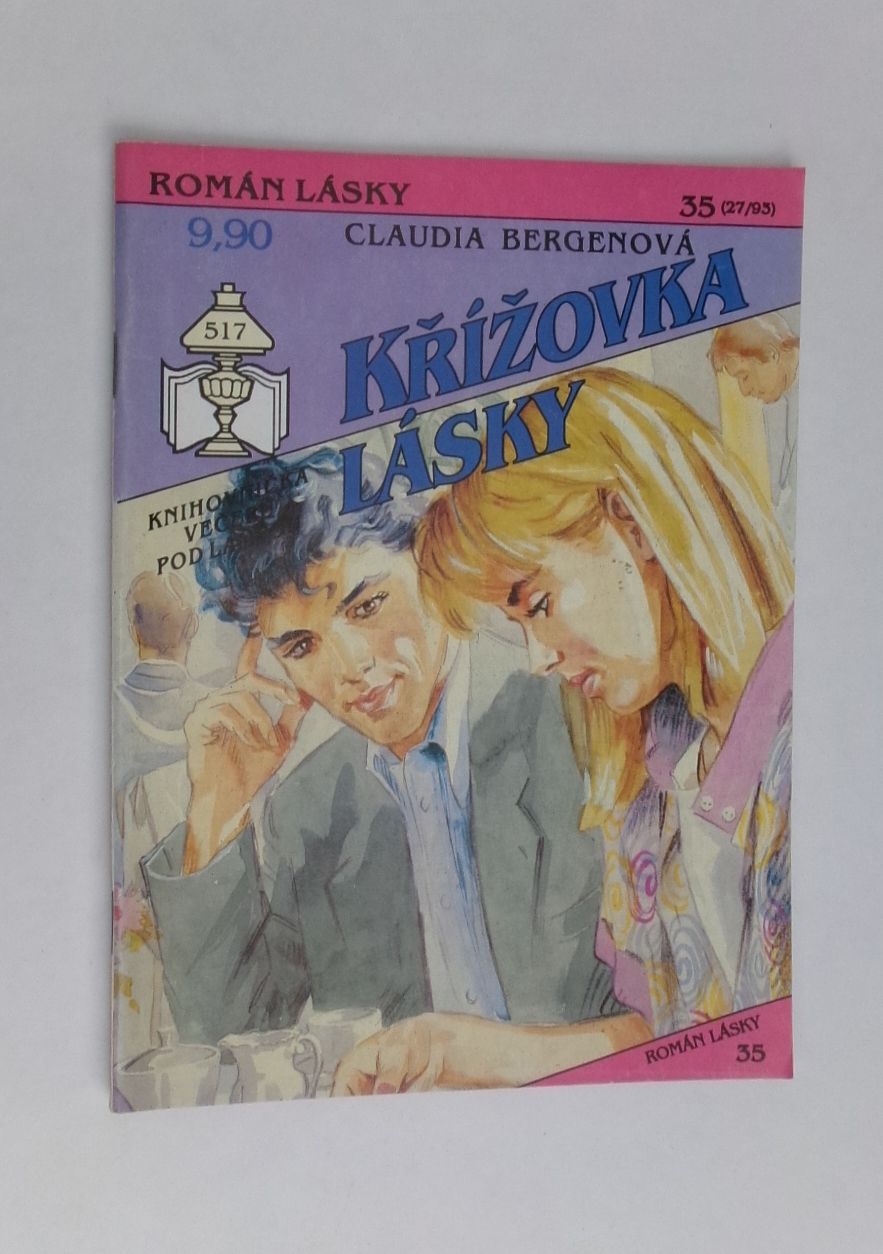 ROMÁN LÁSKY
35 (27/93)
9,90
CLAUDIA BERGENOVÁ
KŘÍŽOVKA
LÁSKY
517
POD
ROMÁN LÁSKY
35